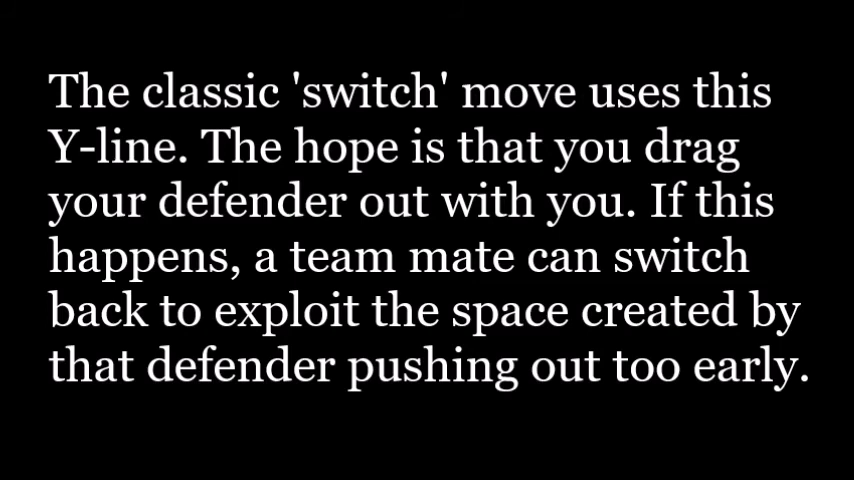 The classic 'switch' move uses this
Y-line. The hope is that you drag
your defender out with you. If this
happens, a team mate can switch
back to exploit the space created by
that defender pushing out too early.